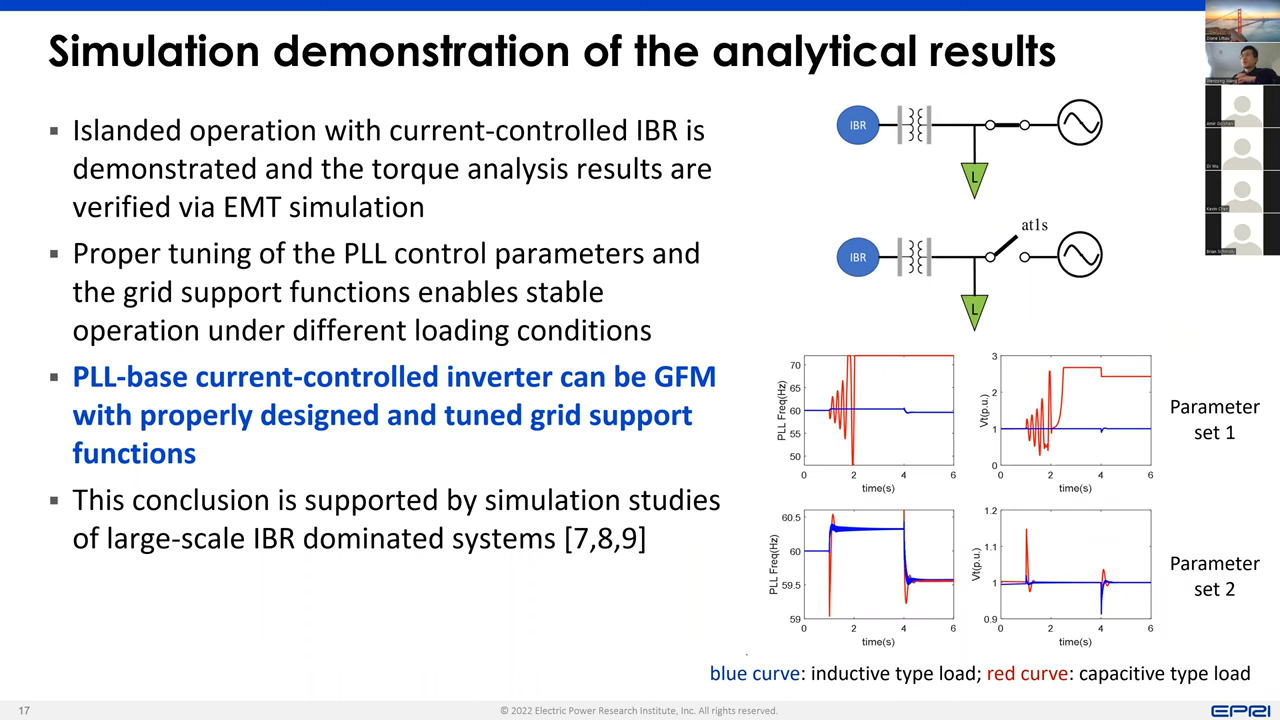 Simulation demonstration of the analytical results
▪ Islanded operation with current-controlled IBR is
demonstrated and the torque analysis results are
verified via EMT simulation
▪ Proper tuning of the PLL control parameters and
the grid support functions enables stable
operation under different loading conditions
▪ PLL-base current-controlled inverter can be GFM
with properly designed and tuned grid support
functions
▪ This conclusion is supported by simulation studies
of large-scale IBR dominated systems [7,8,9]
IBR
L
at1s
IBR
L
PLL Freq(Hz)
70
65
60
55
50
0 2 4 6
time(s)
Vt(p.u.)
3
2
1
0
0 2 4 6
time(s)
Parameter
set 1
PLL Freq(Hz)
60.5
60
59.5
59
0 2 4 6
time(s)
Vt(p.u.)
1.2
1.1
1
0.9
0 2 4 6
time(s)
Parameter
set 2
blue curve: inductive type load; red curve: capacitive type load
17
© 2022 Electric Power Research Institute, Inc. All rights reserved.
EPRI